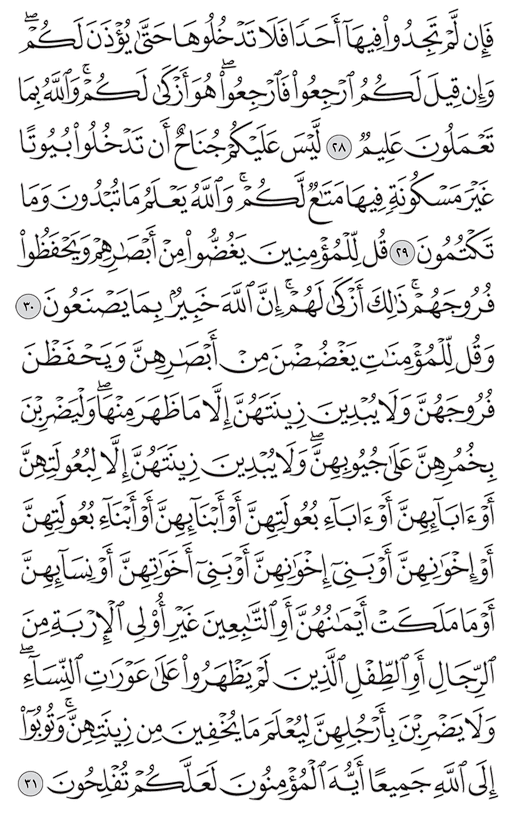 فَإِن لَّمْ تَجِدُوا۟ فِيهَآ أَحَدًا فَلَا تَدْخُلُوهَا حَتَّىٰ يُؤْذَنَ لَكُمْ ۖ
وَإِن قِيلَ لَكُمُ ٱرْجِعُوا۟ فَٱرْجِعُوا۟ ۖ هُوَ أَزْكَىٰ لَكُمْ ۚ وَٱللَّهُ بِمَا
تَعْمَلُونَ عَلِيمٌ ٢٨ لَّيْسَ عَلَيْكُمْ جُنَاحٌ أَن تَدْخُلُوا۟ بُيُوتًا
غَيْرَ مَسْكُونَةٍ فِيهَا مَتَـٰعٌ لَّكُمْ ۚ وَٱللَّهُ يَعْلَمُ مَا تُبْدُونَ وَمَا
تَكْتُمُونَ ٢٩ قُل لِّلْمُؤْمِنِينَ يَغُضُّوا۟ مِنْ أَبْصَـٰرِهِمْ وَيَحْفَظُوا۟
فُرُوجَهُمْ ۚ ذَٰلِكَ أَزْكَىٰ لَهُمْ ۗ إِنَّ ٱللَّهَ خَبِيرٌۢ بِمَا يَصْنَعُونَ ٣٠
وَقُل لِّلْمُؤْمِنَـٰتِ يَغْضُضْنَ مِنْ أَبْصَـٰرِهِنَّ وَيَحْفَظْنَ
فُرُوجَهُنَّ وَلَا يُبْدِينَ زِينَتَهُنَّ إِلَّا مَا ظَهَرَ مِنْهَا ۖ وَلْيَضْرِبْنَ
بِخُمُرِهِنَّ عَلَىٰ جُيُوبِهِنَّ ۖ وَلَا يُبْدِينَ زِينَتَهُنَّ إِلَّا لِبُعُولَتِهِنَّ
أَوْ ءَابَآئِهِنَّ أَوْ ءَابَآءِ بُعُولَتِهِنَّ أَوْ أَبْنَآئِهِنَّ أَوْ أَبْنَآءِ بُعُولَتِهِنَّ
أَوْ إِخْوَٰنِهِنَّ أَوْ بَنِىٓ إِخْوَٰنِهِنَّ أَوْ بَنِىٓ أَخَوَٰتِهِنَّ أَوْ نِسَآئِهِنَّ
أَوْ مَا مَلَكَتْ أَيْمَـٰنُهُنَّ أَوِ ٱلتَّـٰبِعِينَ غَيْرِ أُو۟لِى ٱلْإِرْبَةِ مِنَ
ٱلرِّجَالِ أَوِ ٱلطِّفْلِ ٱلَّذِينَ لَمْ يَظْهَرُوا۟ عَلَىٰ عَوْرَٰتِ ٱلنِّسَآءِ ۖ
وَلَا يَضْرِبْنَ بِأَرْجُلِهِنَّ لِيُعْلَمَ مَا يُخْفِينَ مِن زِينَتِهِنَّ ۚ وَتُوبُوٓا۟
إِلَى ٱللَّهِ جَمِيعًا أَيُّهَ ٱلْمُؤْمِنُونَ لَعَلَّكُمْ تُفْلِحُونَ ٣١